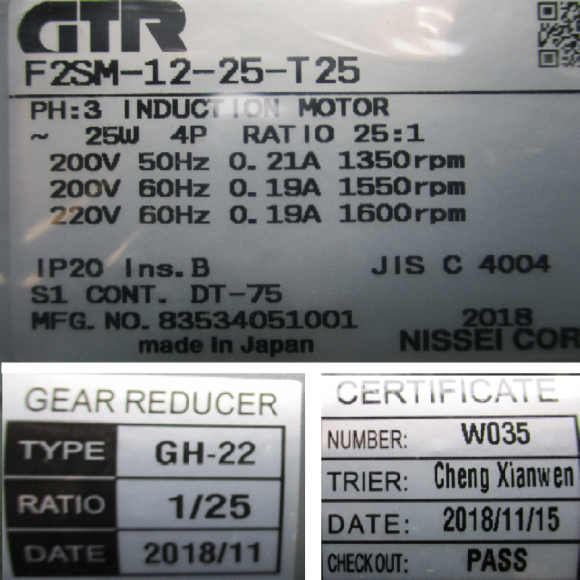 GTR
F2SM-12-25-T25
PH:3 INDUCTION MOTOR
~ 25W 4P RATIO 25:1
200V 50Hz 0.21A 1350rpm
200V 60Hz 0.19A 1550rpm
220V 60Hz 0.19A 1600rpm
IP20 Ins.B JIS C 4004
S1 CONT. DT-75
MFG. NO. 83534051001 2018
made in Japan NISSEI COR
GEAR REDUCER
TYPE GH-22
RATIO 1/25
DATE 2018/11
CERTIFICATE
NUMBER: W035
TRIER: Cheng Xianwen
DATE: 2018/11/15
CHECKOUT: PASS